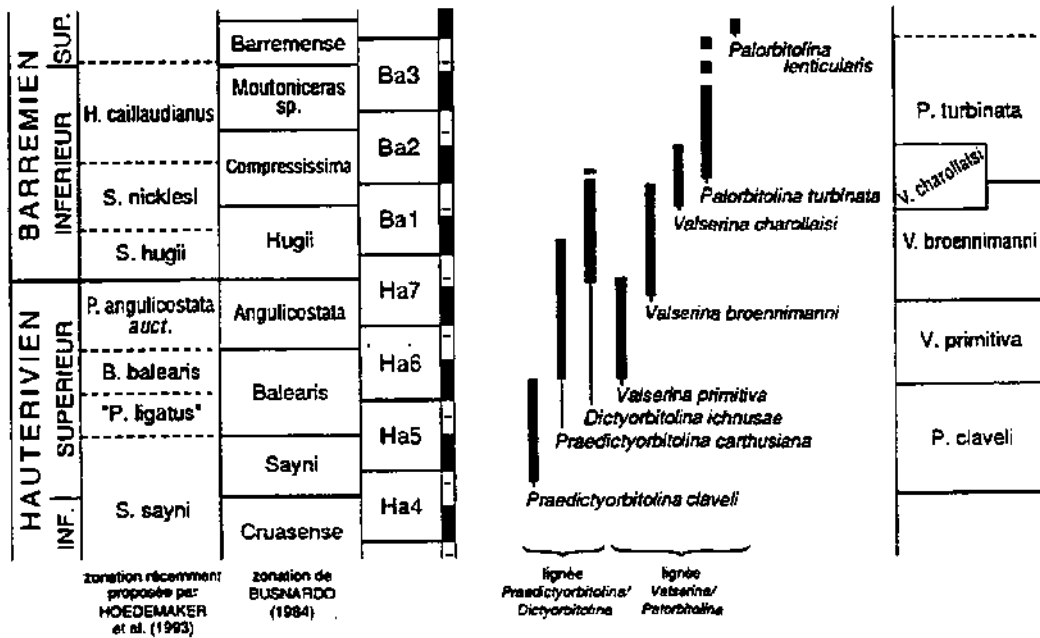 BARREMIEN
HAUTERIVIEN
SUP.
INFERIEUR
SUPERIEUR
INF.
H. caillaudianus
S. nicklesi
S. hugii
P. angulicostata
auct.
B. balearis
"P. ligatus"
S. sayni
zonation récemment
proposée par
HOEDEMAKER
et al. (1993)
Barremense
Moutoniceras
sp.
Compressissima
Hugii
Angulicostata
Balearis
Sayni
Cruasense
zonation de
BUSNARDO
(1984)
Ba3
Ba2
Ba1
Ha7
Ha6
Ha5
Ha4
Palorbitolina
lenticularis
Palorbitolina turbinata
Valserina charollaisi
Valserina broennimanni
Valserina primitiva
Dictyorbitolina ichnusae
Praedictyorbitolina carthusiana
Praedictyorbitolina claveli
lignée
Praedictyorbitolina/
Dictyorbitolina
lignée
Valserina/
Palorbitolina
P. turbinata
V. charollaisi
V. broennimanni
V. primitiva
P. claveli